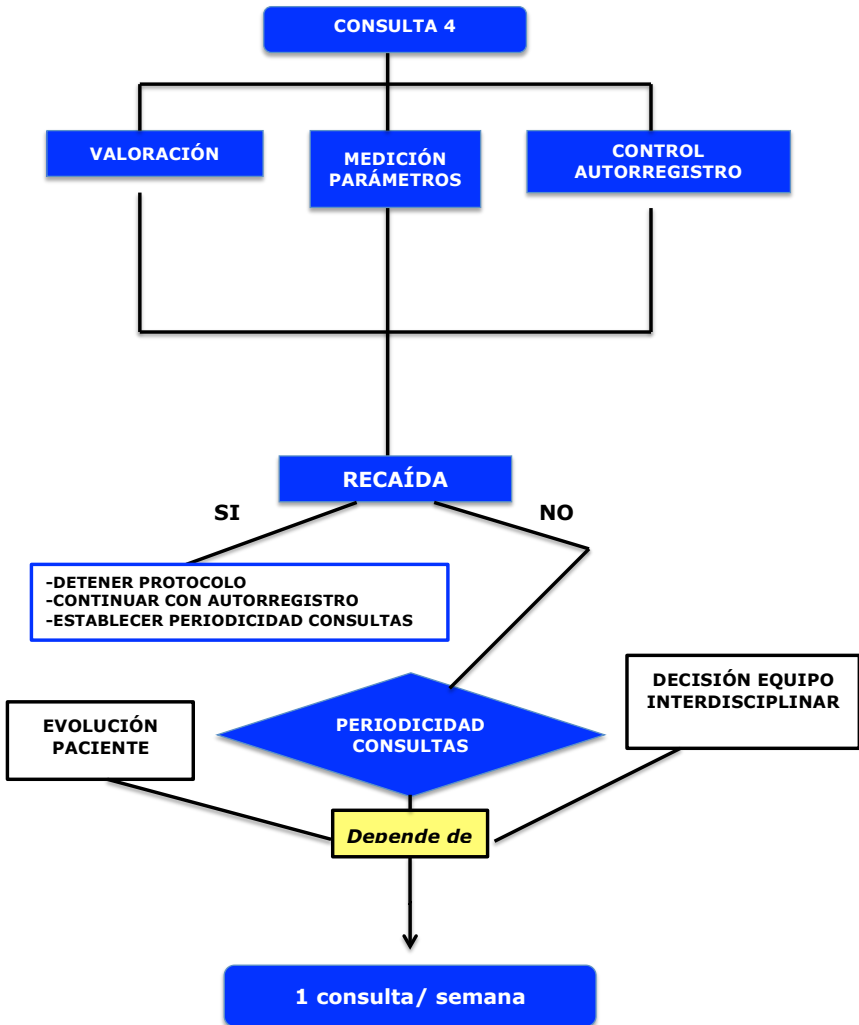 CONSULTA 4
VALORACIÓN
MEDICIÓN
PARÁMETROS
CONTROL
AUTORREGISTRO
RECAÍDA
SI
NO
-DETENER PROTOCOLO
-CONTINUAR CON AUTORREGISTRO
-ESTABLECER PERIODICIDAD CONSULTAS
DECISIÓN EQUIPO
INTERDISCIPLINAR
EVOLUCIÓN
PACIENTE
PERIODICIDAD
CONSULTAS
Depende de
1 consulta/ semana